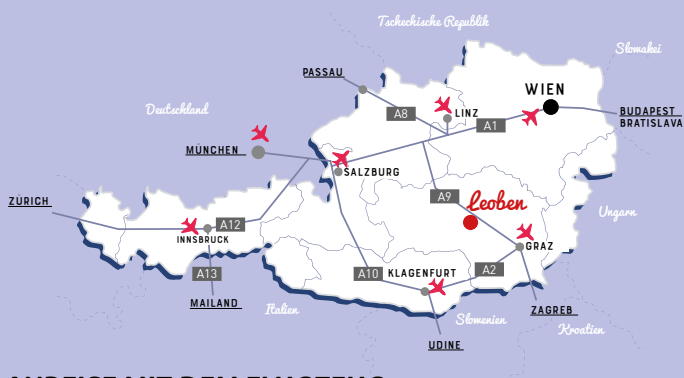 Tschechische Republik
Slowakei
PASSAU
WIEN
Deutschland
A8
LINZ
A1
BUDAPEST
BRATISLAVA
MÜNCHEN
SALZBURG
ZÜRICH
A9
Leoben
Ungarn
A12
INNSBRUCK
GRAZ
A13
A10
KLAGENFURT
A2
MAILAND
Italien
Slowenien
ZAGREB
Kroatien
UDINE